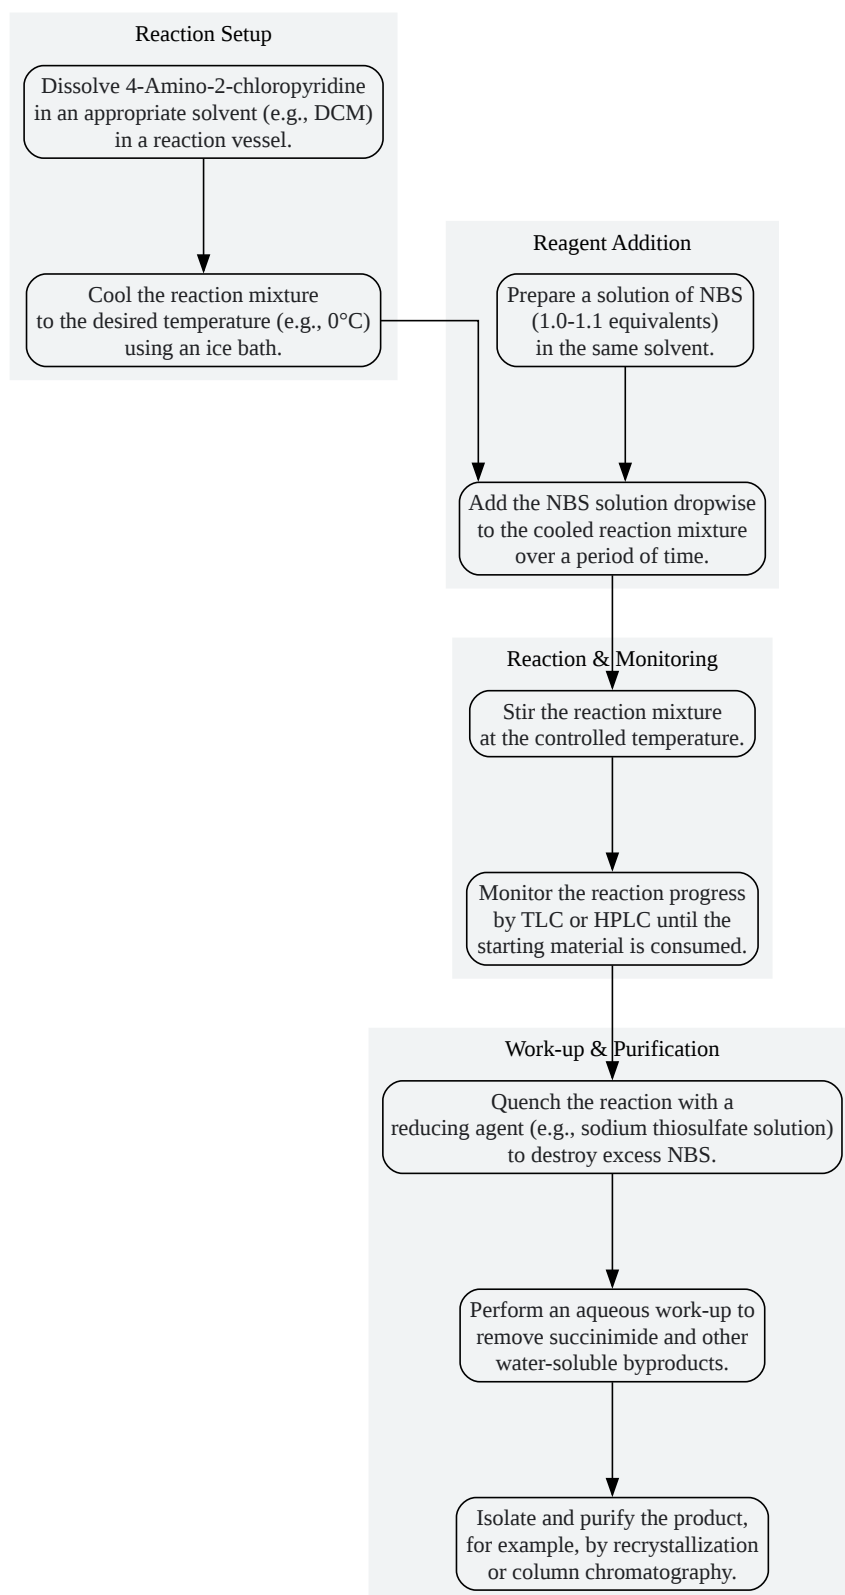 Reaction Setup
Dissolve 4-Amino-2-chloropyridine
in an appropriate solvent (e.g., DCM)
in a reaction vessel.
Cool the reaction mixture
to the desired temperature (e.g., 0°C)
using an ice bath.
Reagent Addition
Prepare a solution of NBS
(1.0-1.1 equivalents)
in the same solvent.
Add the NBS solution dropwise
to the cooled reaction mixture
over a period of time.
Reaction & Monitoring
Stir the reaction mixture
at the controlled temperature.
Monitor the reaction progress
by TLC or HPLC until the
starting material is consumed.
Work-up & Purification
Quench the reaction with a
reducing agent (e.g., sodium thiosulfate solution)
to destroy excess NBS.
Perform an aqueous work-up to
remove succinimide and other
water-soluble byproducts.
Isolate and purify the product,
for example, by recrystallization
or column chromatography.